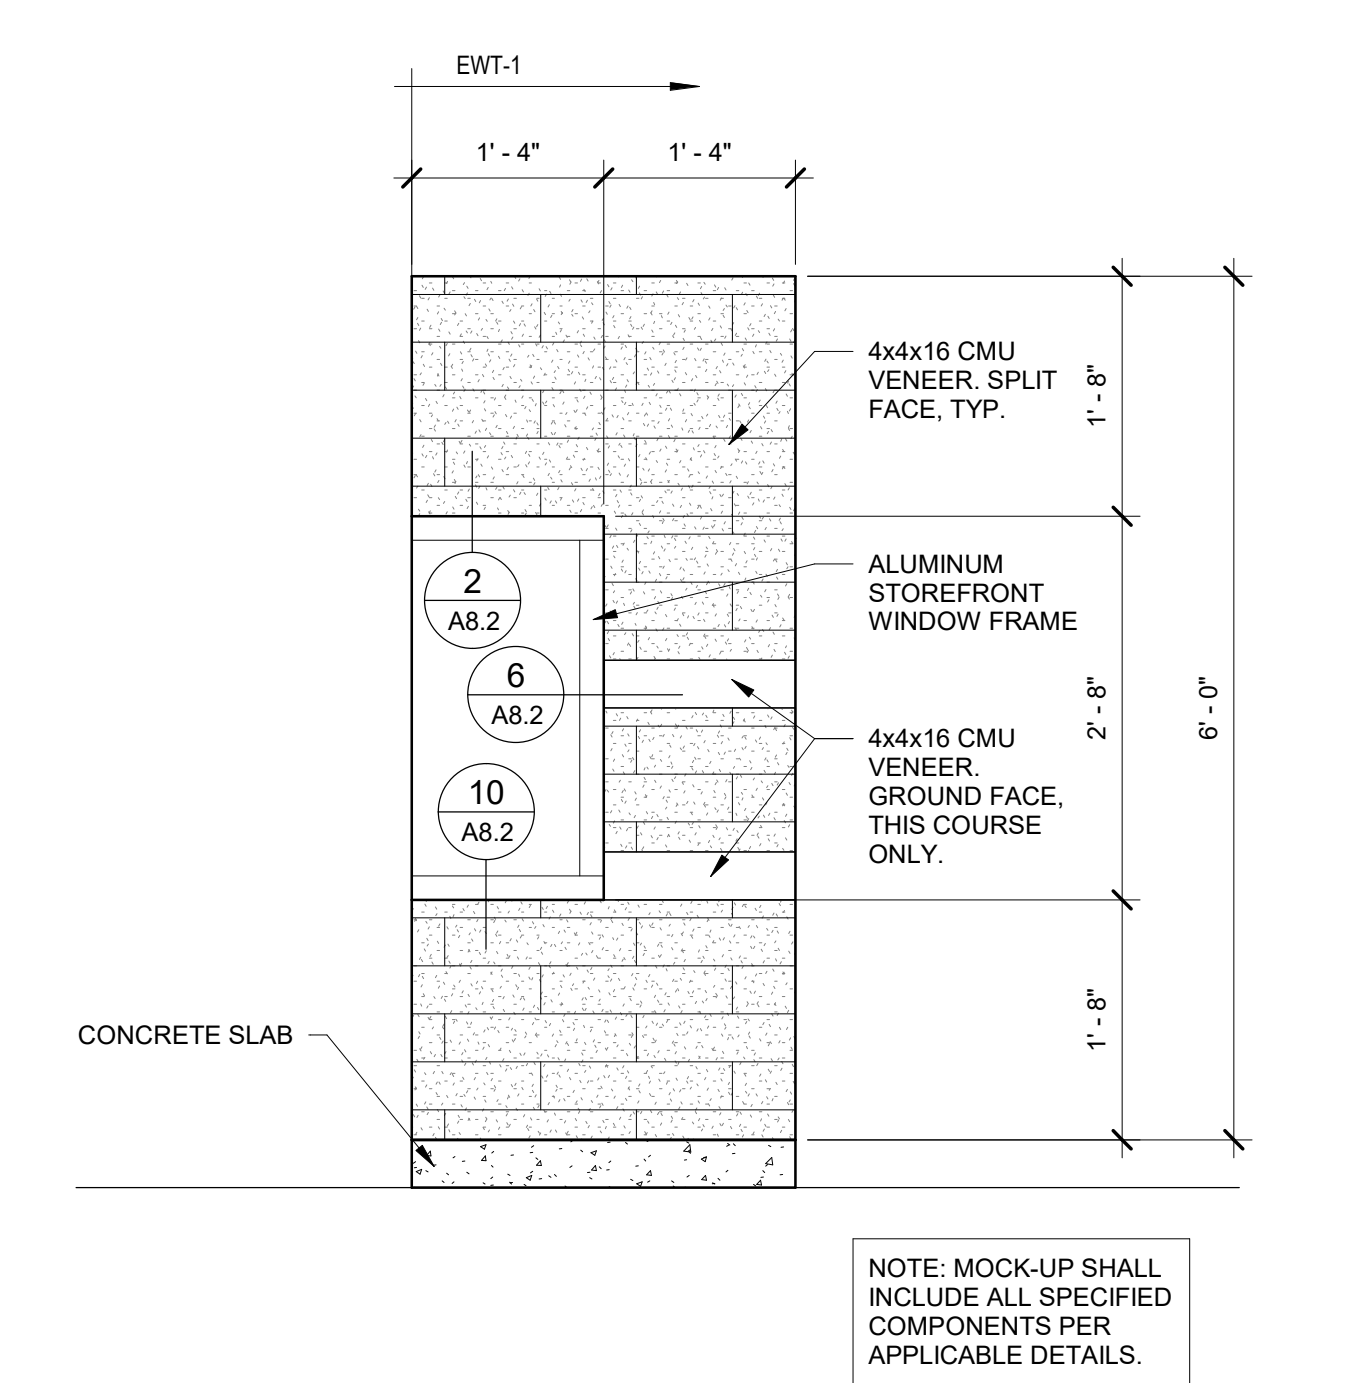 EWT-1
1' - 4"
1' - 4"
4x4x16 CMU
VENEER. SPLIT
FACE, TYP.
1' - 8"
ALUMINUM
STOREFRONT
WINDOW FRAME
2
A8.2
6
A8.2
2' - 8"
6' - 0"
4x4x16 CMU
VENEER.
GROUND FACE,
THIS COURSE
ONLY.
10
A8.2
1' - 8"
CONCRETE SLAB
NOTE: MOCK-UP SHALL
INCLUDE ALL SPECIFIED
COMPONENTS PER
APPLICABLE DETAILS.